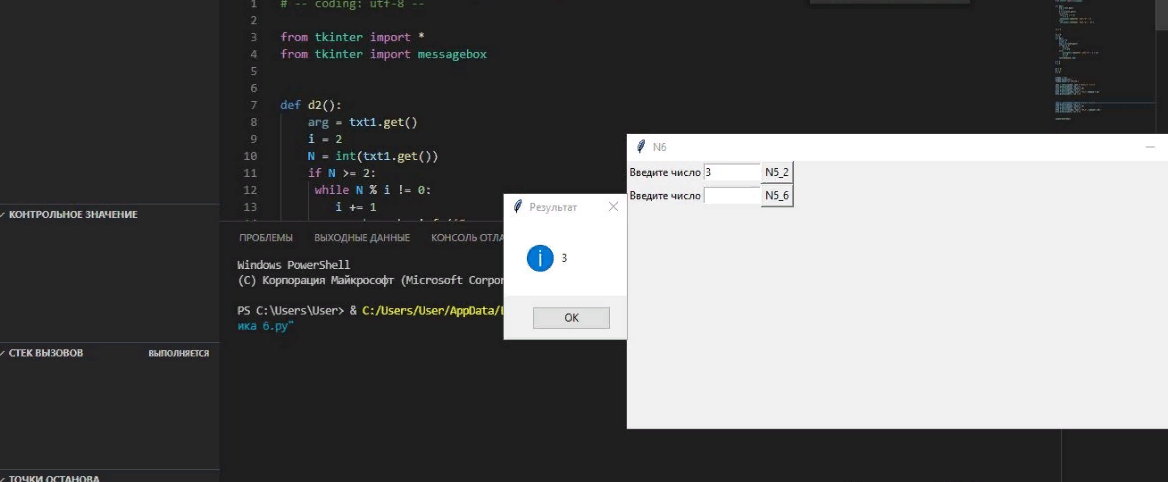 1 # -- coding: utf-8 --
2
3 from tkinter import *
4 from tkinter import messagebox
5
6
7 def d2():
8 arg = txt1.get()
9 i = 2
10 N = int(txt1.get())
11 if N >= 2:
12 while N % i != 0:
13 i += 1
N6
Введите число 3 N5_2
Введите число N5_6
Результат
3
OK
КОНТРОЛЬНОЕ ЗНАЧЕНИЕ
ПРОБЛЕМЫ ВЫХОДНЫЕ ДАННЫЕ КОНСОЛЬ ОТЛА
Windows PowerShell
(C) Корпорация Майкрософт (Microsoft Corpor
PS C:\Users\User> & C:/Users/User/AppData/
ика 6.py"
СТЕК ВЫЗОВОВ ВЫПОЛНЯЕТСЯ
ТОЧКИ ОСТАНОВА